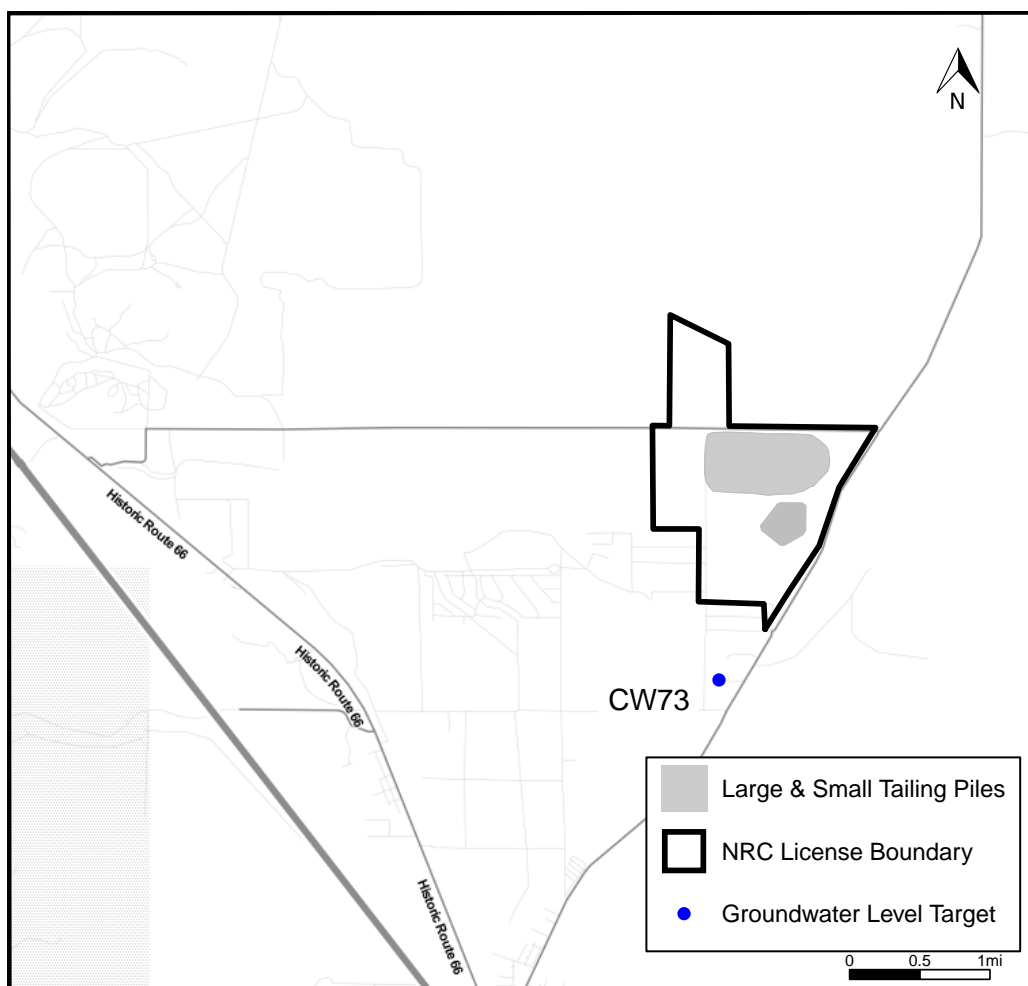 N
Historic Route 66
Historic Route 66
CW73
Historic Route 66
Large & Small Tailing Piles
NRC License Boundary
Groundwater Level Target
0 0.5 1mi